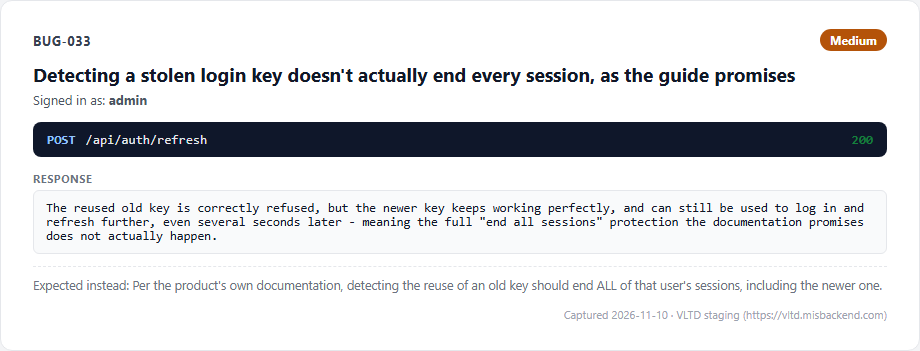 BUG-033
Medium
Detecting a stolen login key doesn't actually end every session, as the guide promises
Signed in as: admin
POST /api/auth/refresh 200
RESPONSE
The reused old key is correctly refused, but the newer key keeps working perfectly, and can still be used to log in and
refresh further, even several seconds later - meaning the full "end all sessions" protection the documentation promises
does not actually happen.
Expected instead: Per the product's own documentation, detecting the reuse of an old key should end ALL of that user's sessions, including the newer one.
Captured 2026-11-10 · VLTD staging (https://vltd.misbackend.com)